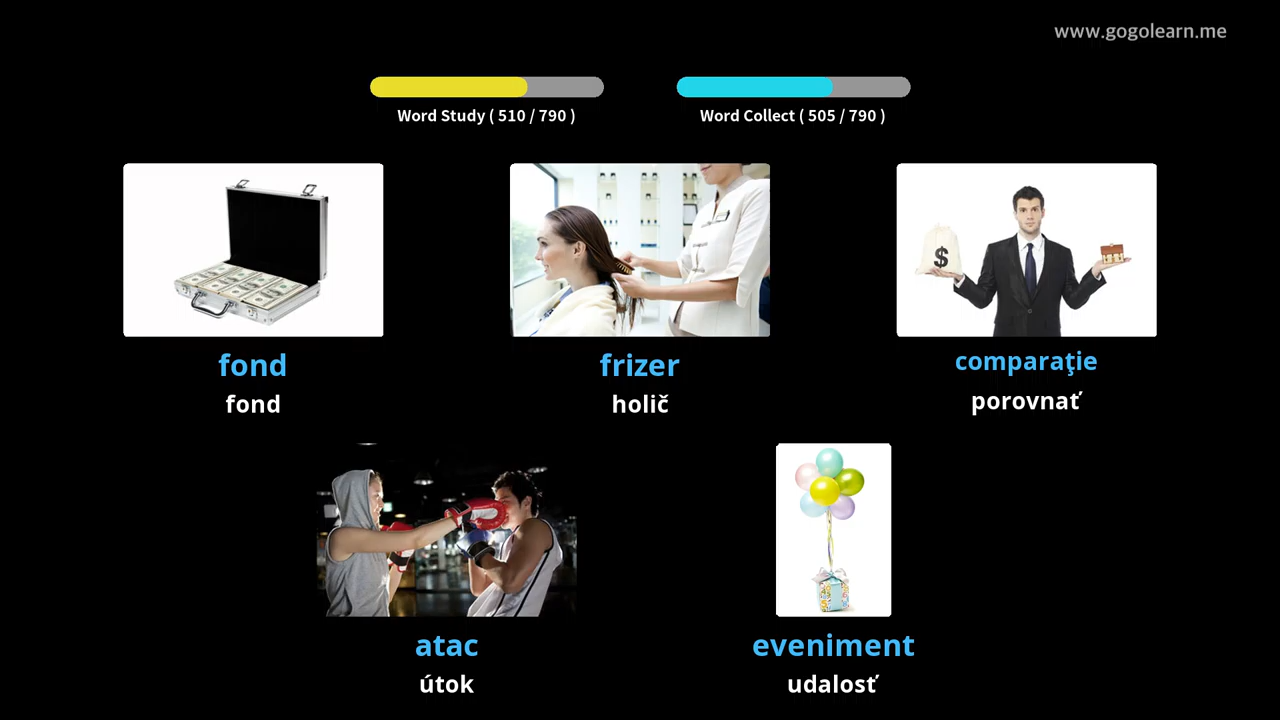 www.gogolearn.me
Word Study ( 510 / 790 )
Word Collect ( 505 / 790 )
fond
fond
frizer
holič
comparaţie
porovnať
atac
útok
eveniment
udalosť